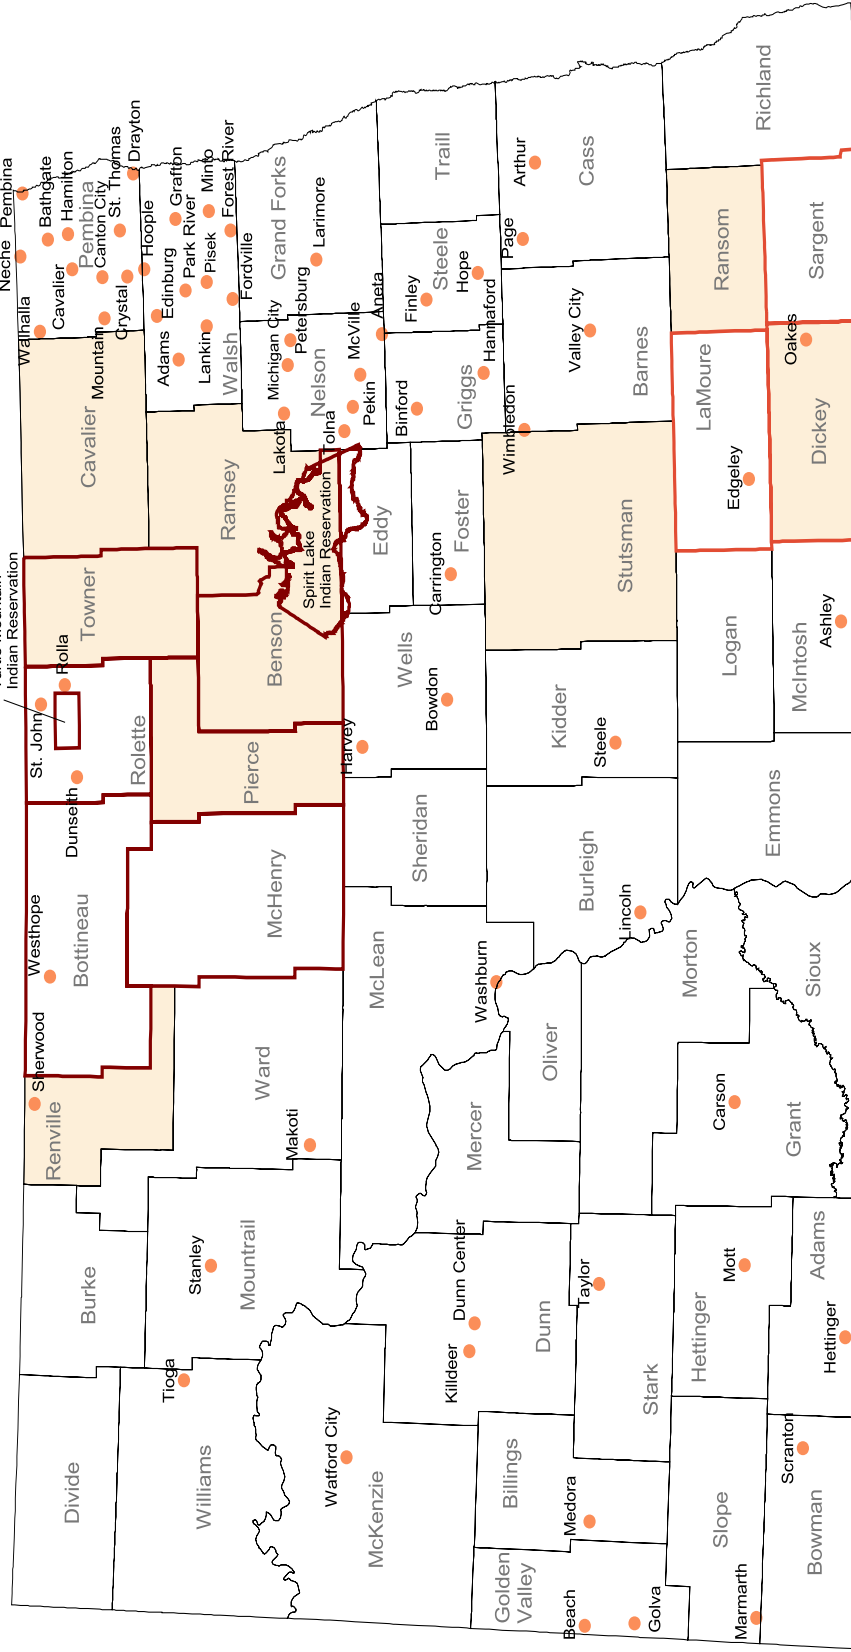 Indian Reservation
Neche
Pembina
Walhalla
Bathgate
Hamilton
Cavalier
Pembina
Canton City
St. Thomas
Drayton
Mountain
Crystal
Hoople
Cavalier
Edinburg
Grafton
Park River
Minto
Adams
Pisek
Forest River
Lankin
Walsh
Fordville
Grand Forks
Larimore
Michigan City
Petersburg
Nelson
McVille
Lakota
Tolna
Pekin
Aneta
Ramsey
Spirit Lake
Indian Reservation
Towner
Benson
Rolla
St. John
Dunseith
Rolette
Pierce
Westhope
Bottineau
McHenry
Sherwood
Renville
Ward
Makoti
Burke
Stanley
Mountrail
Divide
Tioga
Williams
Watford City
McKenzie
Traill
Steele
Finley
Hope
Binford
Griggs
Hannaford
Eddy
Foster
Carrington
Wells
Bowdon
Harvey
Sheridan
McLean
Washburn
Mercer
Oliver
Dunn Center
Killdeer
Dunn
Arthur
Cass
Page
Valley City
Barnes
Wimbledon
Stutsman
Kidder
Steele
Burleigh
Lincoln
Morton
Taylor
Stark
Billings
Medora
Golden
Valley
Beach
Golva
Richland
Ransom
Sargent
LaMoure
Edgeley
Oakes
Dickey
Logan
McIntosh
Ashley
Emmons
Sioux
Carson
Grant
Mott
Hettinger
Adams
Hettinger
Slope
Scranton
Bowman
Marmarth